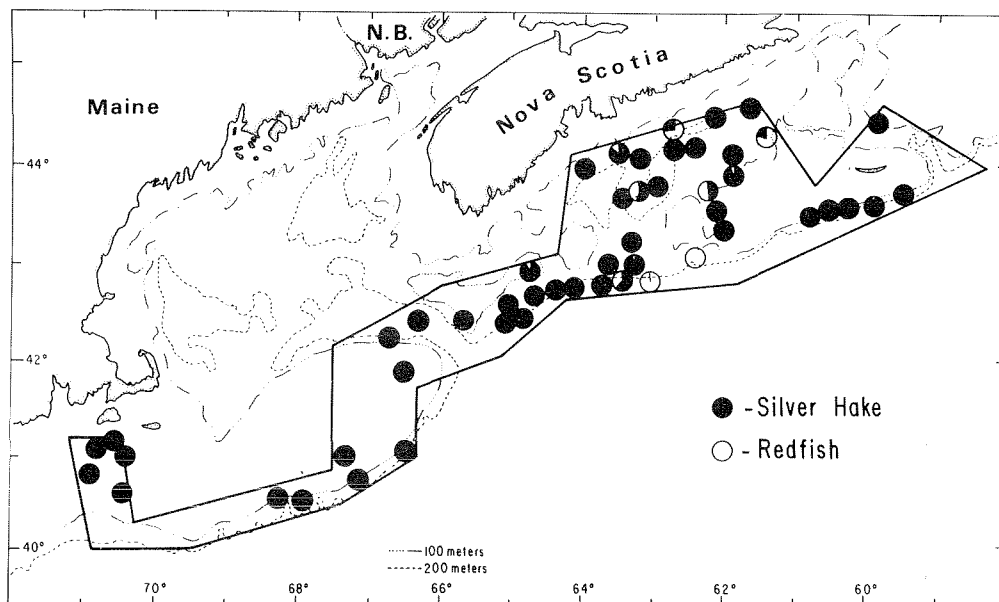 N.B.
Maine
Nova Scotia
44°
42°
40°
- Silver Hake
- Redfish
100 meters
200 meters
70° 68° 66° 64° 62° 60°